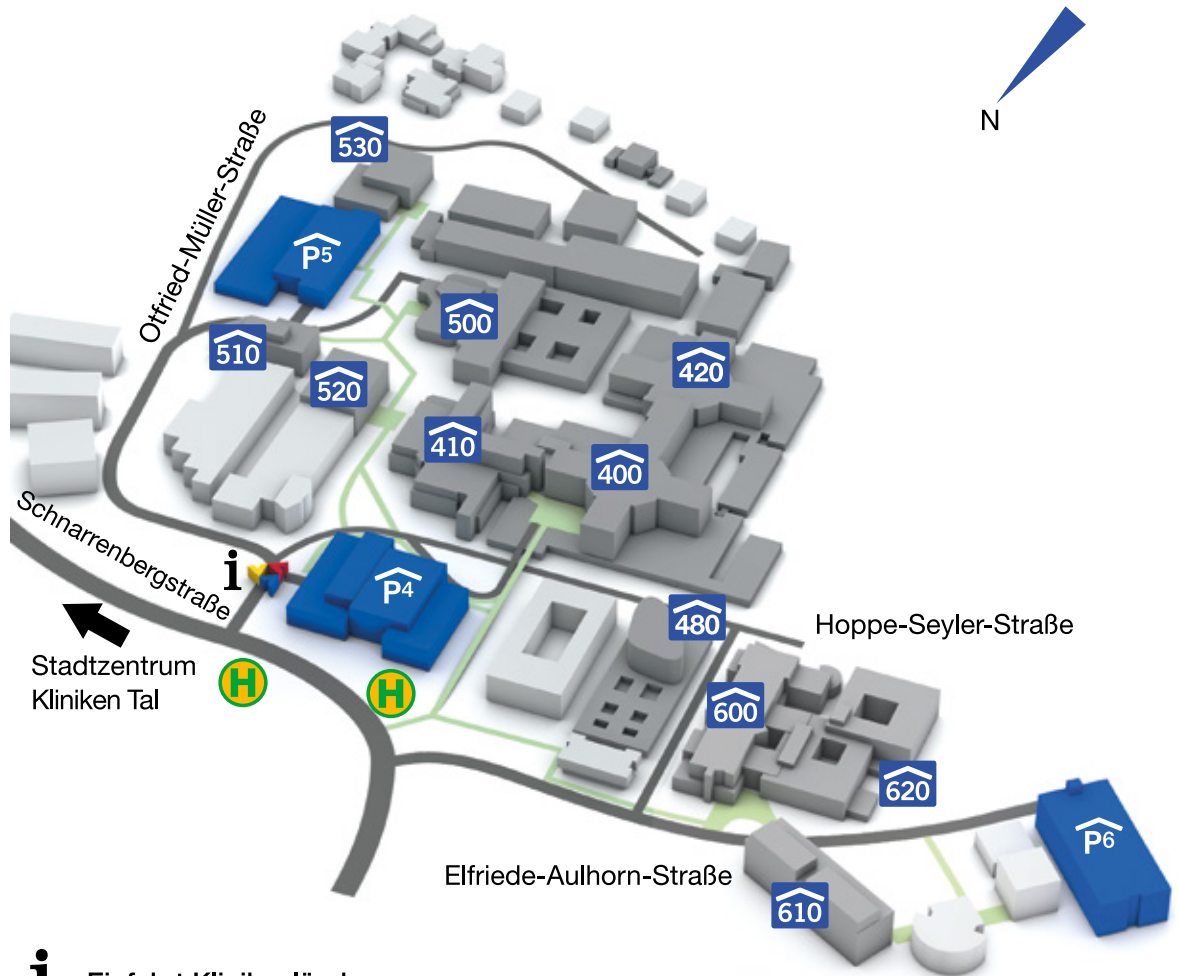 N
Otfried-Müller-Straße
530
P5
500
510
520
420
410
400
Schnarrenbergstraße
i
P4
480
Hoppe-Seyler-Straße
Stadtzentrum
Kliniken Tal
H
H
600
620
P6
Elfriede-Aulhorn-Straße
610
i